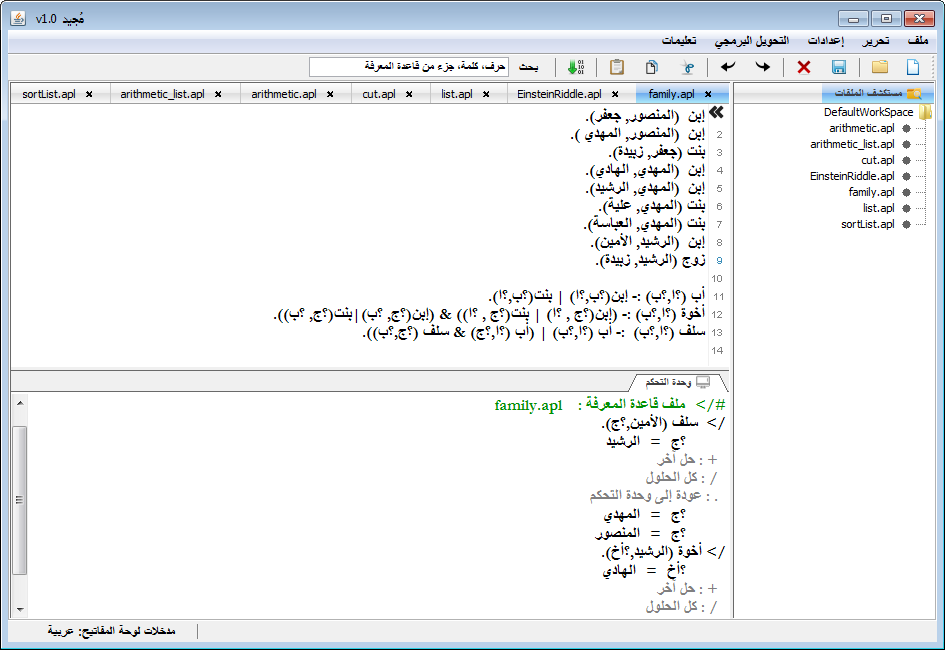 مُجيد v1.0
ملف تحرير إعدادات التحويل البرمجي تعليمات
بحث حرف، كلمة، جزء من قاعدة المعرفة
مستكشف الملفات
DefaultWorkSpace
arithmetic.apl
arithmetic_list.apl
cut.apl
EinsteinRiddle.apl
family.apl
list.apl
sortList.apl
family.apl EinsteinRiddle.apl list.apl cut.apl arithmetic.apl arithmetic_list.apl sortList.apl
إبن (المنصور, جعفر).
2 إبن (المنصور, المهدي ).
3 بنت (جعفر, زبيدة).
4 إبن (المهدي, الهادي).
5 إبن (المهدي, الرشيد).
6 بنت (المهدي, علية).
7 بنت (المهدي, العباسة).
8 إبن (الرشيد, الأمين).
9 زوج (الرشيد, زبيدة).
10
11 أب (؟ا,؟ب) :- إبن(؟ب,؟ا) | بنت(؟ب,؟ا).
12 أخوة (؟ا,؟ب) :- (إبن(؟ج , ؟ا) | بنت(؟ج , ؟ا)) & (إبن(؟ج, ؟ب)|بنت(؟ج, ؟ب)).
13 سلف (؟ا,؟ب) :- أب (؟ا,؟ب) | (أب (؟ا,؟ج) & سلف (؟ج,؟ب)).
14
وحدة التحكم
#/> ملف قاعدة المعرفة : family.apl
/> سلف (الأمين,؟ج).
؟ج = الرشيد
+ : حل آخر
/ : كل الحلول
. : عودة إلى وحدة التحكم
؟ج = المهدي
؟ج = المنصور
/> أخوة (الرشيد,؟أخ).
؟أخ = الهادي
+ : حل آخر
/ : كل الحلول
مدخلات لوحة المفاتيح: عربية